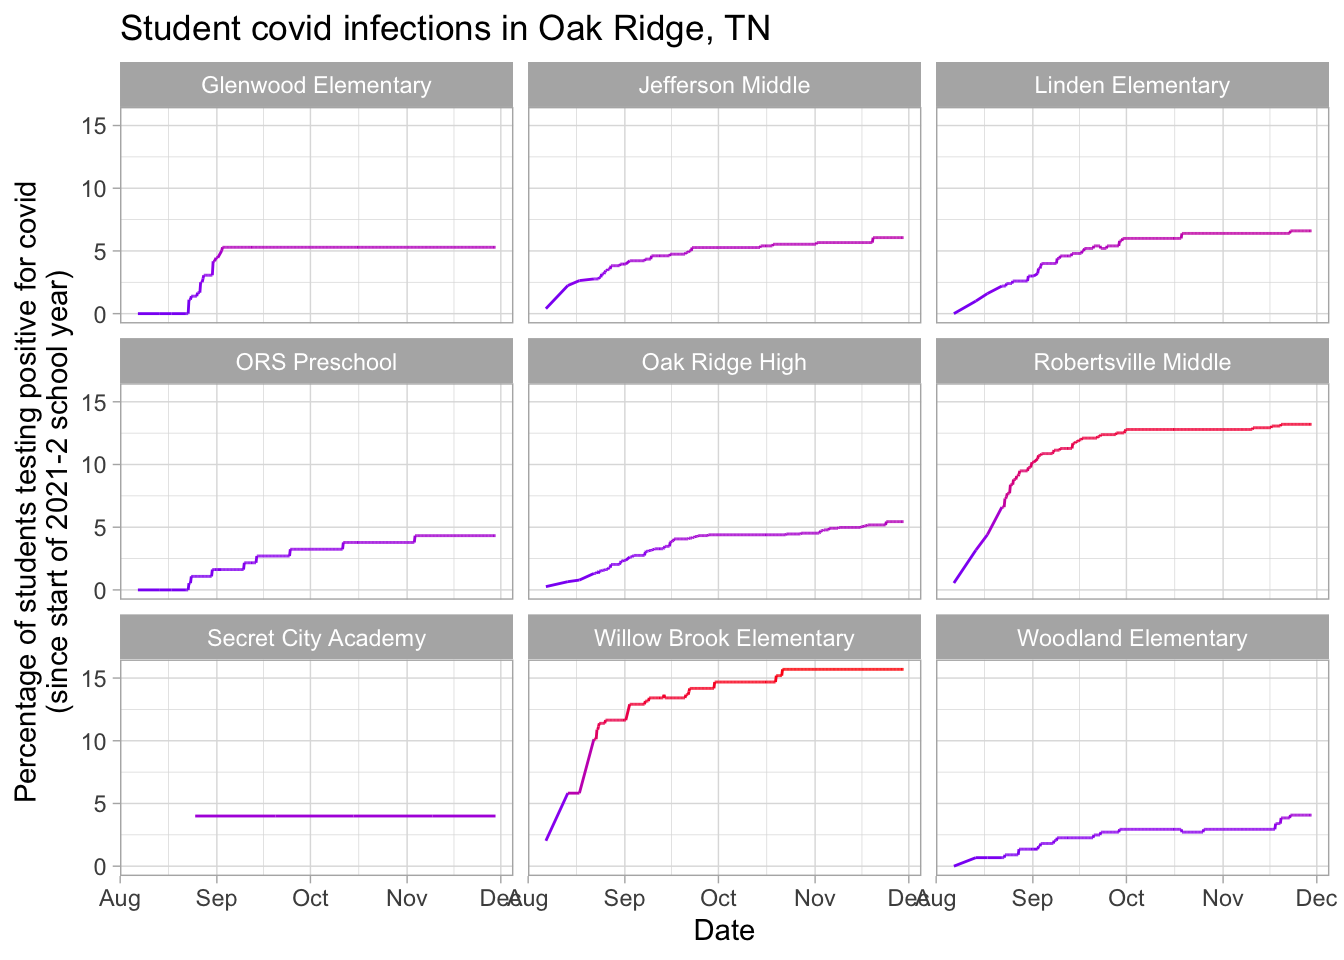 Student covid infections in Oak Ridge, TN
Percentage of students testing positive for covid
(since start of 2021-2 school year)
Glenwood Elementary
Jefferson Middle
Linden Elementary
15
10
5
0
ORS Preschool
Oak Ridge High
Robertsville Middle
15
10
5
0
Secret City Academy
Willow Brook Elementary
Woodland Elementary
15
10
5
0
Aug Sep Oct Nov Dec Aug Sep Oct Nov Dec Aug Sep Oct Nov Dec
Date